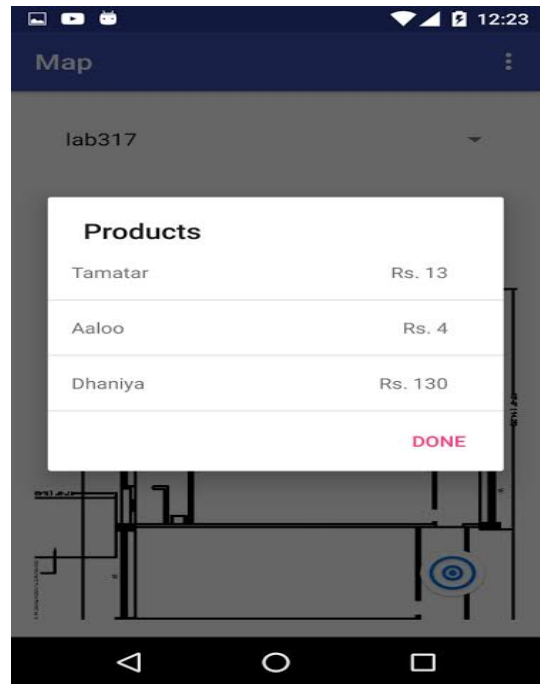 12:23
Map
lab317
Products
Tamatar Rs. 13
Aaloo Rs. 4
Dhaniya Rs. 130
DONE